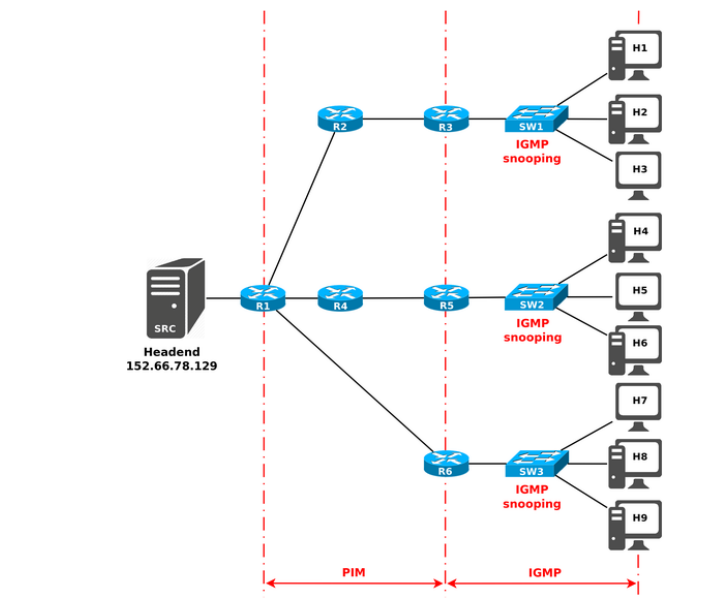 H1
H2
R2
R3
SW1
IGMP
snooping
H3
H4
SRC
R1
R4
R5
SW2
H5
IGMP
snooping
H6
Headend
152.66.78.129
H7
R6
SW3
H8
IGMP
snooping
H9
PIM
IGMP